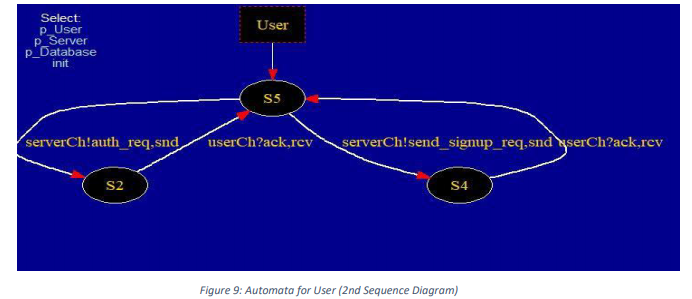 Select:
p_User
p_Server
p_Database
init
User
S5
serverCh!auth_req,snd
userCh?ack,rcv
serverCh!send_signup_req,snd
userCh?ack,rcv
S2
S4
Figure 9: Automata for User (2nd Sequence Diagram)